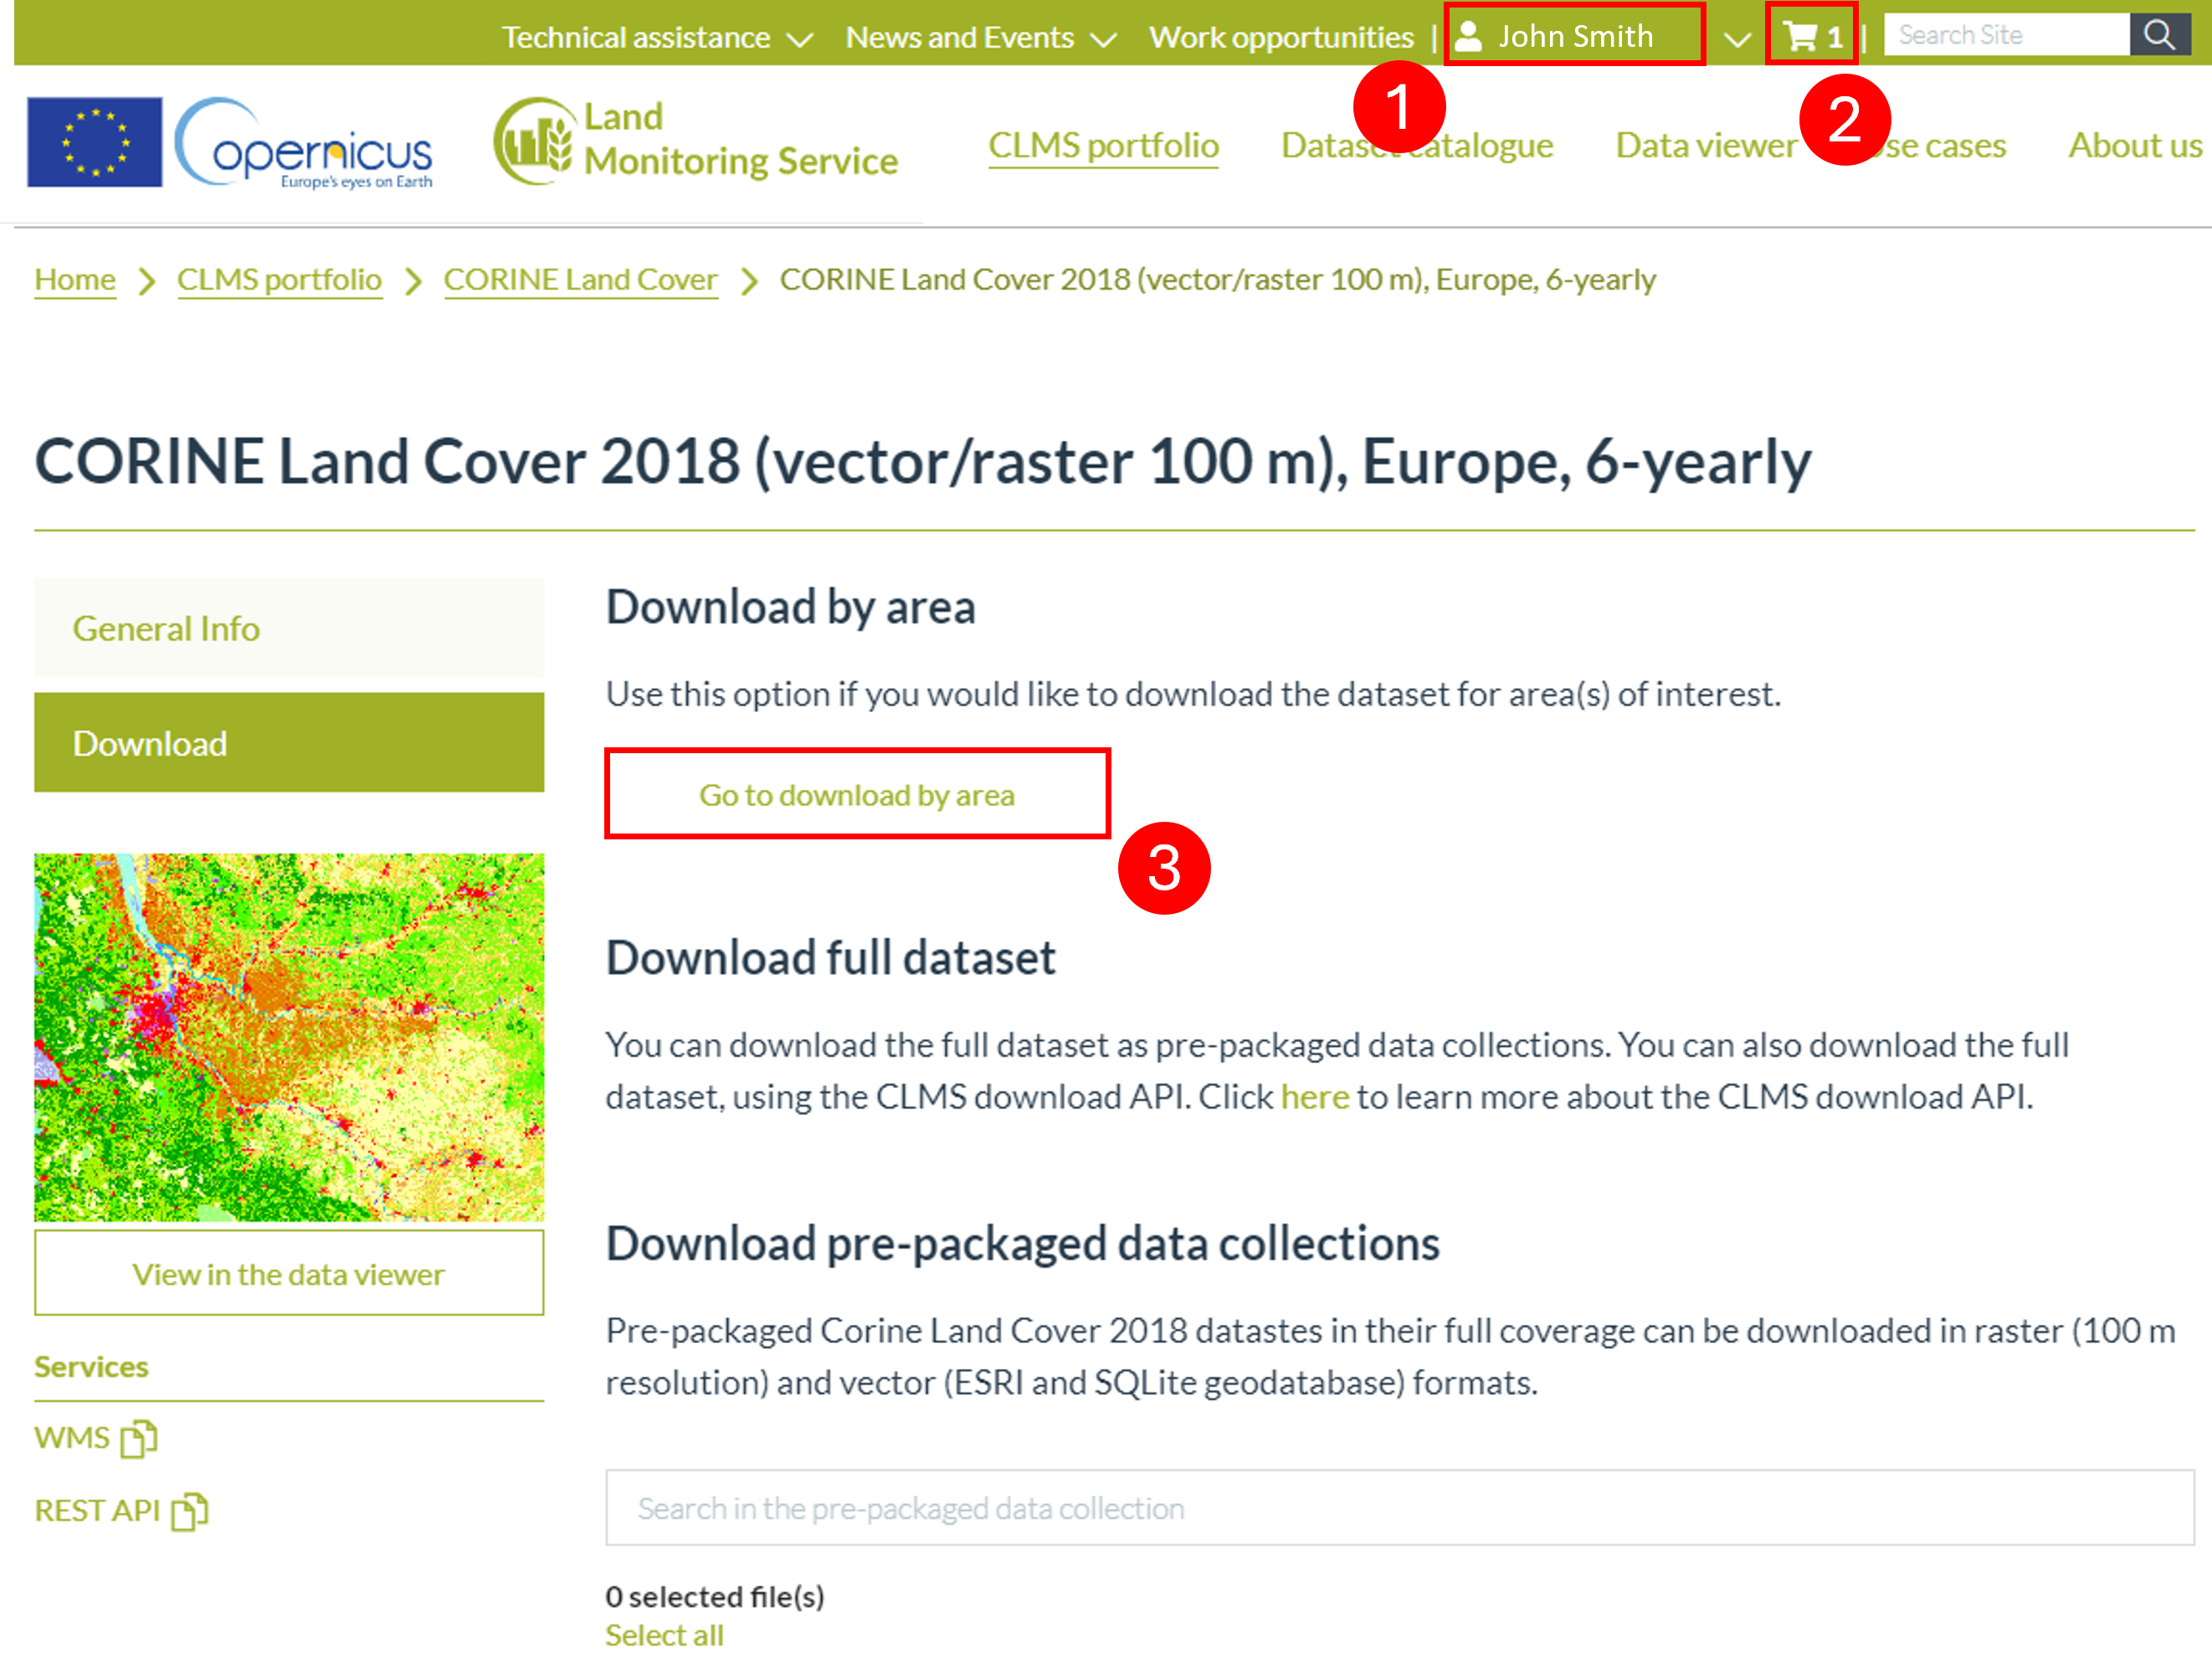 Technical assistance News and Events Work opportunities | John Smith 1 | Search Site
1 2
Copernicus
Europe's eyes on Earth
Land
Monitoring Service
CLMS portfolio Dataset catalogue Data viewer Use cases About us
Home > CLMS portfolio > CORINE Land Cover > CORINE Land Cover 2018 (vector/raster 100 m), Europe, 6-yearly
CORINE Land Cover 2018 (vector/raster 100 m), Europe, 6-yearly
General Info
Download
View in the data viewer
Services
WMS
REST API
Download by area
Use this option if you would like to download the dataset for area(s) of interest.
Go to download by area
3
Download full dataset
You can download the full dataset as pre-packaged data collections. You can also download the full
dataset, using the CLMS download API. Click here to learn more about the CLMS download API.
Download pre-packaged data collections
Pre-packaged Corine Land Cover 2018 datastes in their full coverage can be downloaded in raster (100 m
resolution) and vector (ESRI and SQLite geodatabase) formats.
Search in the pre-packaged data collection
0 selected file(s)
Select all